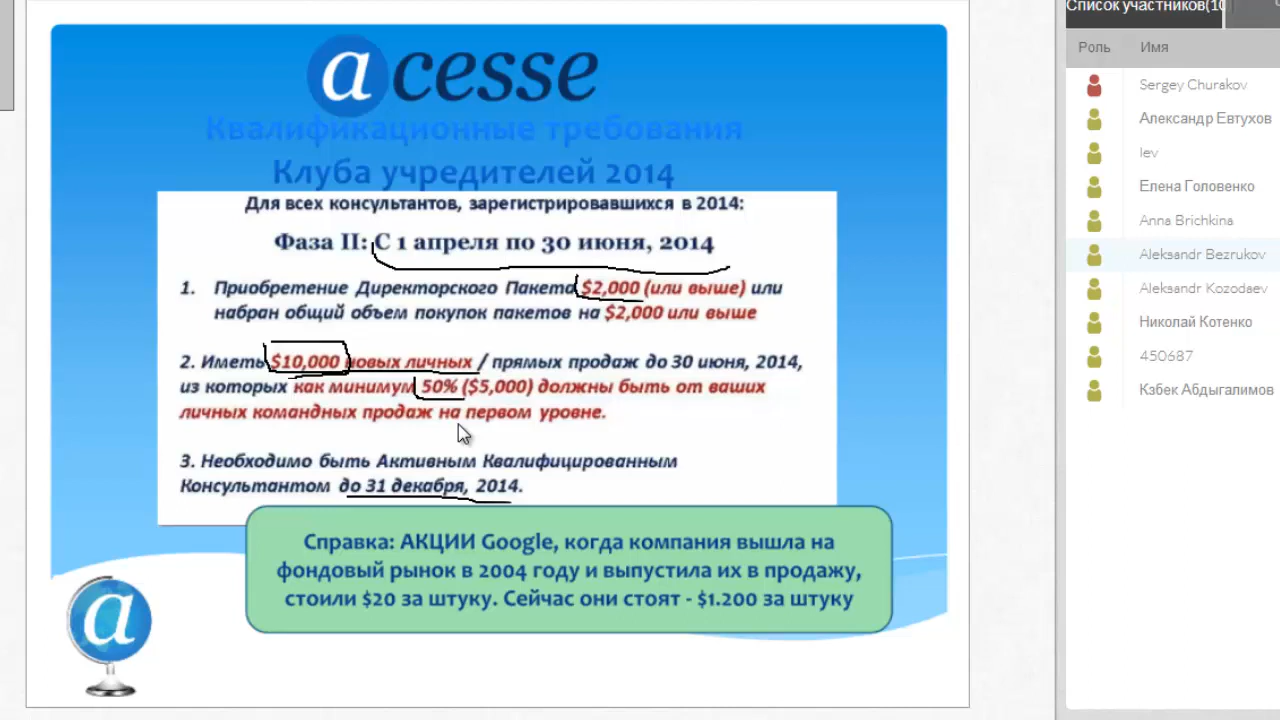 acesse
Квалификационные требования
Клуба учредителей 2014
Для всех консультантов, зарегистрировавшихся в 2014:
Фаза II: С 1 апреля по 30 июня, 2014
1. Приобретение Директорского Пакета $2,000 (или выше) или
набран общий объем покупок пакетов на $2,000 или выше
2. Иметь $10,000 новых личных / прямых продаж до 30 июня, 2014,
из которых как минимум 50% ($5,000) должны быть от ваших
личных командных продаж на первом уровне.
3. Необходимо быть Активным Квалифицированным
Консультантом до 31 декабря, 2014.
Справка: АКЦИИ Google, когда компания вышла на
фондовый рынок в 2004 году и выпустила их в продажу,
стоили $20 за штуку. Сейчас они стоят - $1.200 за штуку
a
Список участников(10
Роль Имя
Sergey Churakov
Александр Евтухов
lev
Елена Головенко
Anna Brichkina
Aleksandr Bezrukov
Aleksandr Kozodaev
Николай Котенко
450687
Кэбек Абдыгалимов